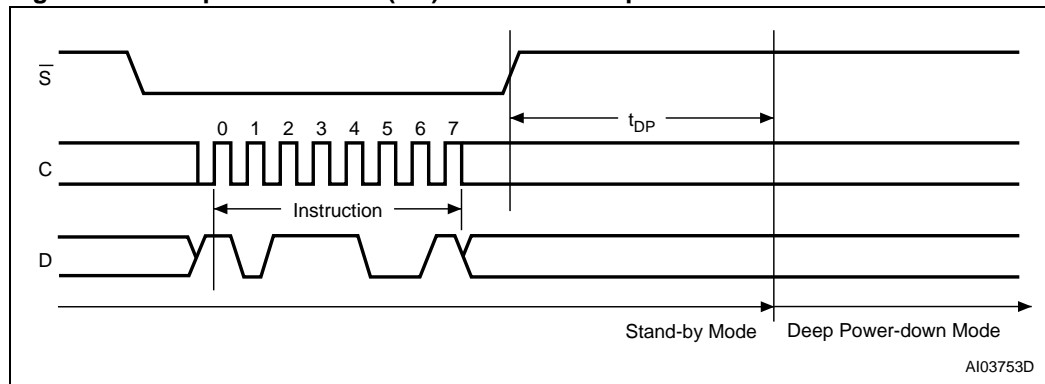 S
0 1 2 3 4 5 6 7
tDP
C
Instruction
D
Stand-by Mode Deep Power-down Mode
AI03753D